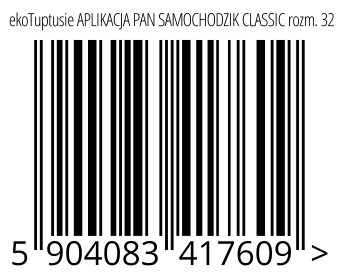 ekoTuptusie APLIKACJA PAN SAMOCHODZIK CLASSIC rozm. 32
5 904083 417609 >